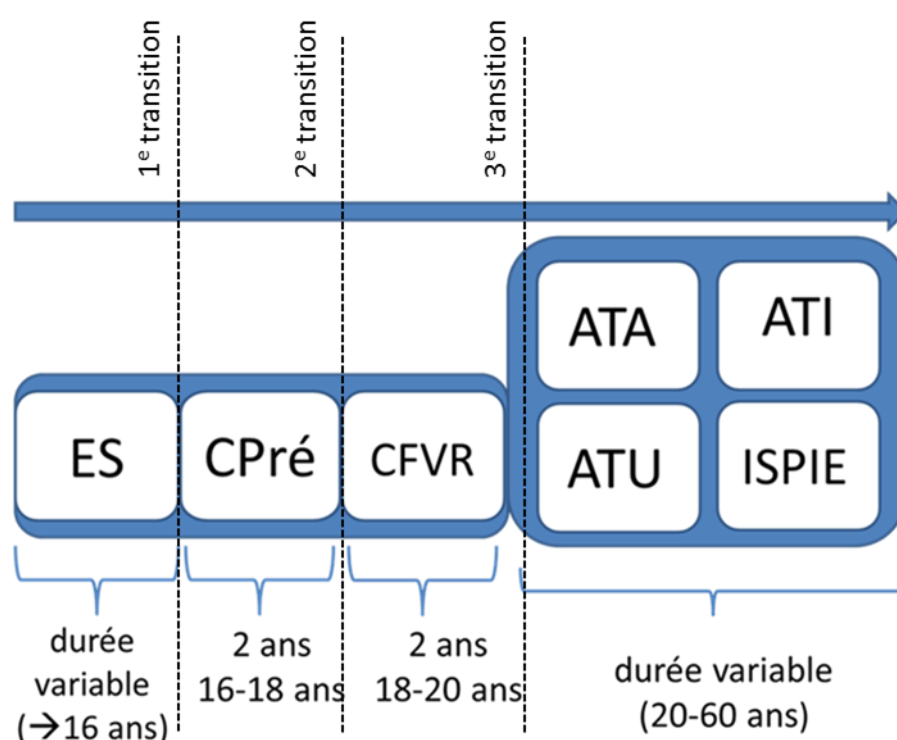 1e transition
2e transition
3e transition
ATA
ATI
ES
CPré
CFVR
ATU
ISPIE
durée
variable
(→16 ans)
2 ans
16-18 ans
2 ans
18-20 ans
durée variable
(20-60 ans)